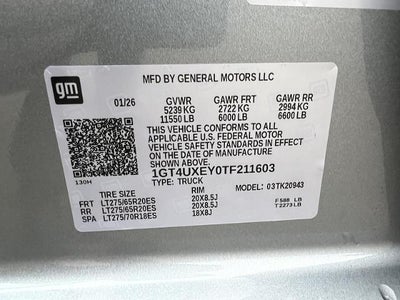 gm
MFD BY GENERAL MOTORS LLC
01/26 GVWR GAWR FRT GAWR RR
5239 KG 2722 KG 2994 KG
11550 LB 6000 LB 6600 LB
THIS VEHICLE CONFORMS TO ALL
APPLICABLE U.S. FEDERAL MOTOR
VEHICLE SAFETY STANDARDS IN EFFECT
ON THE DATE OF MANUFACTURE
SHOWN ABOVE.
1GT4UXEY0TF211603
130H TYPE: TRUCK
TIRE SIZE RIM 03TK20943
FRT LT275/65R20ES 20X8.5J F588 LB
RR LT275/65R20ES 20X8.5J T2273LB
SPA LT275/70R18ES 18X8J